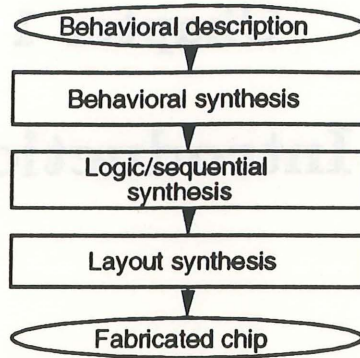 Behavioral description
Behavioral synthesis
Logic/sequential
synthesis
Layout synthesis
Fabricated chip